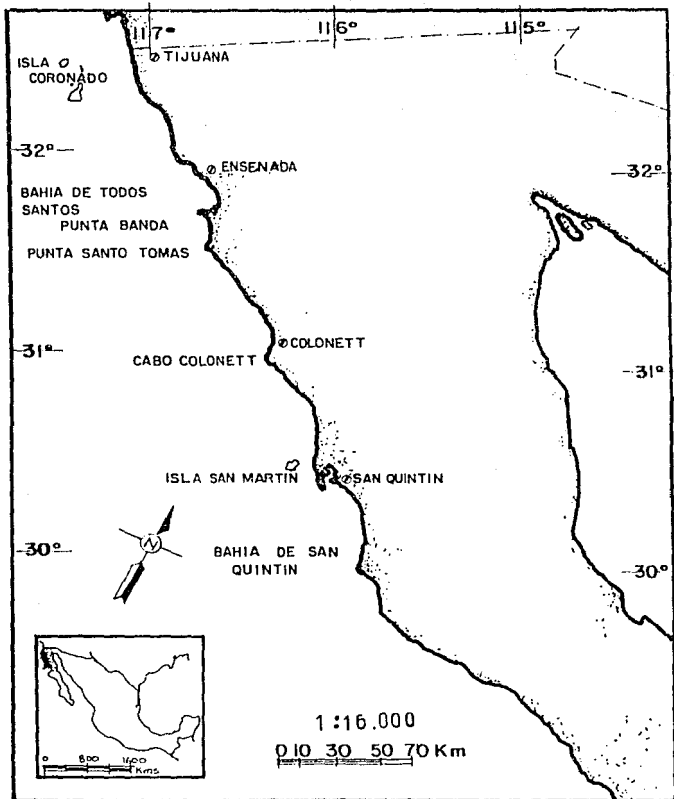 117°
116°
115°
ISLA
CORONADO
TIJUANA
32°
32°
ENSENADA
BAHIA DE TODOS
SANTOS
PUNTA BANDA
PUNTA SANTO TOMAS
31°
COLONETT
CABO COLONETT
31°
ISLA SAN MARTIN
SAN QUINTIN
N
30°
BAHIA DE SAN
QUINTIN
30°
1:16.000
0 10 30 50 70 Km
0 800 1600
Kms